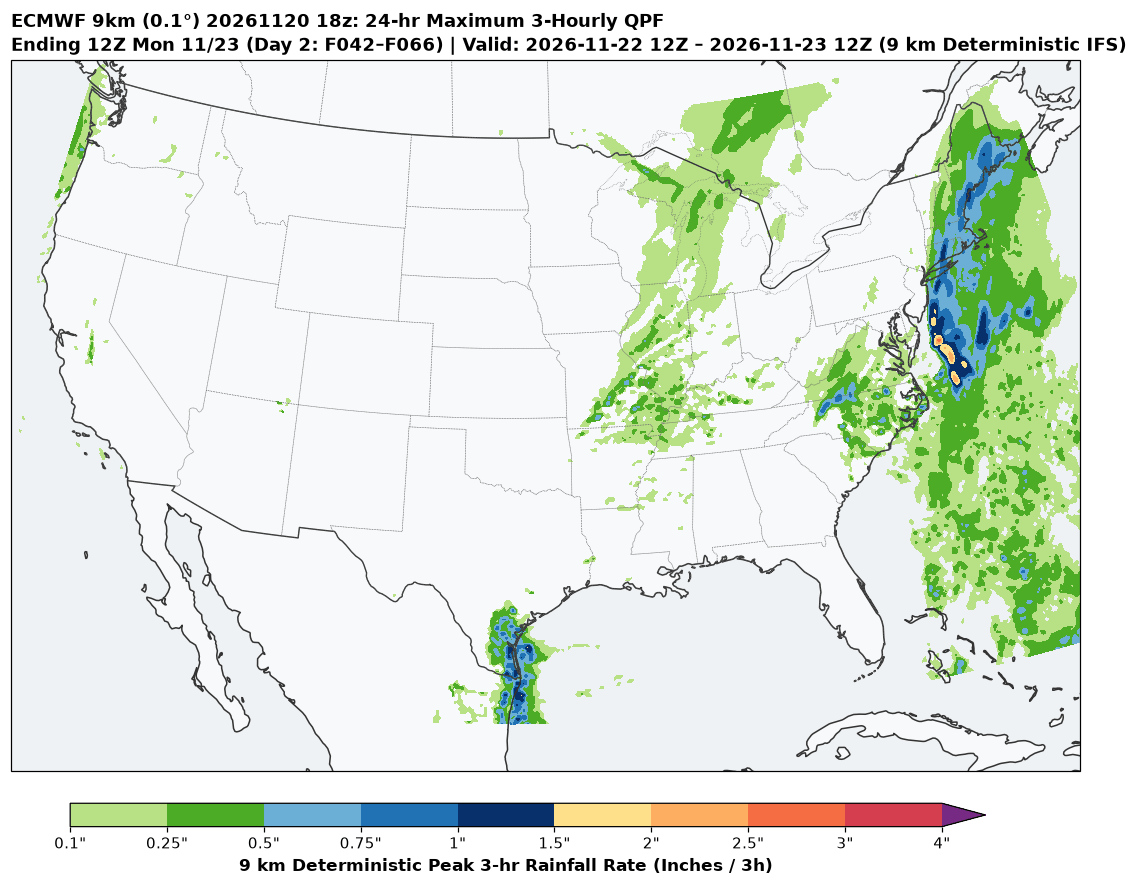 ECMWF 9km (0.1°) 20261120 18z: 24-hr Maximum 3-Hourly QPF
Ending 12Z Mon 11/23 (Day 2: F042–F066) | Valid: 2026-11-22 12Z – 2026-11-23 12Z (9 km Deterministic IFS)
0.1" 0.25" 0.5" 0.75" 1" 1.5" 2" 2.5" 3" 4"
9 km Deterministic Peak 3-hr Rainfall Rate (Inches / 3h)